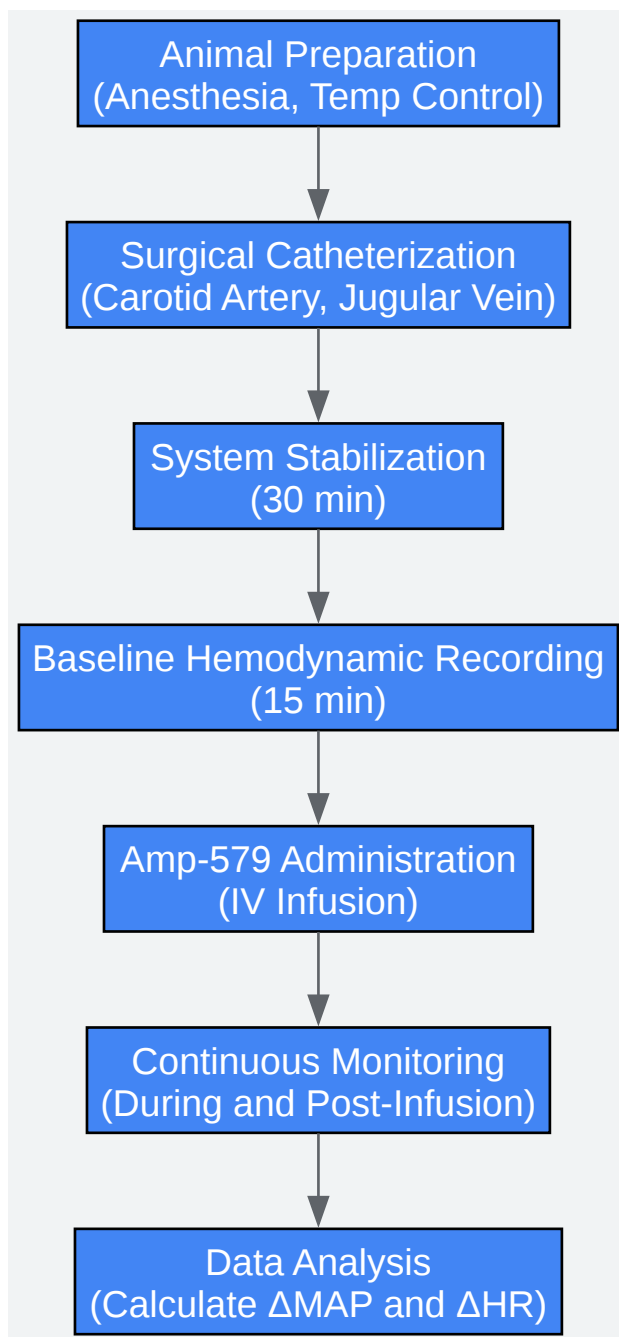 Animal Preparation
(Anesthesia, Temp Control)
Surgical Catheterization
(Carotid Artery, Jugular Vein)
System Stabilization
(30 min)
Baseline Hemodynamic Recording
(15 min)
Amp-579 Administration
(IV Infusion)
Continuous Monitoring
(During and Post-Infusion)
Data Analysis
(Calculate ΔMAP and ΔHR)